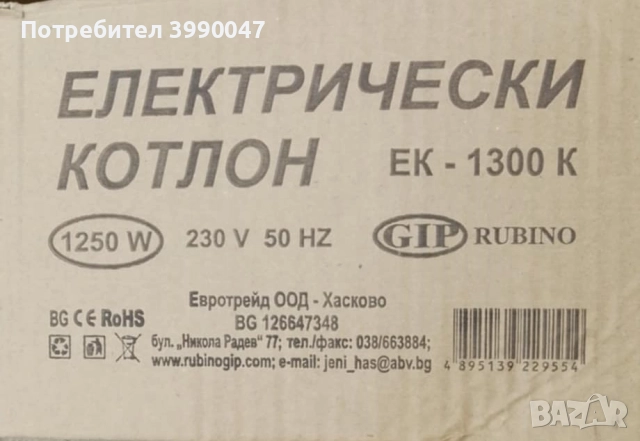 Потребител 3990047
ЕЛЕКТРИЧЕСКИ
КОТЛОН ЕК - 1300 К
1250 W 230 V 50 HZ GIP RUBINO
Евротрейд ООД - Хасково
BG 126647348
BG CE RoHS
бул. „Никола Радев" 77; тел./факс: 038/663884;
www.rubinogip.com; e-mail: jeni_has@abv.bg
4 895139 229554
BAZAR